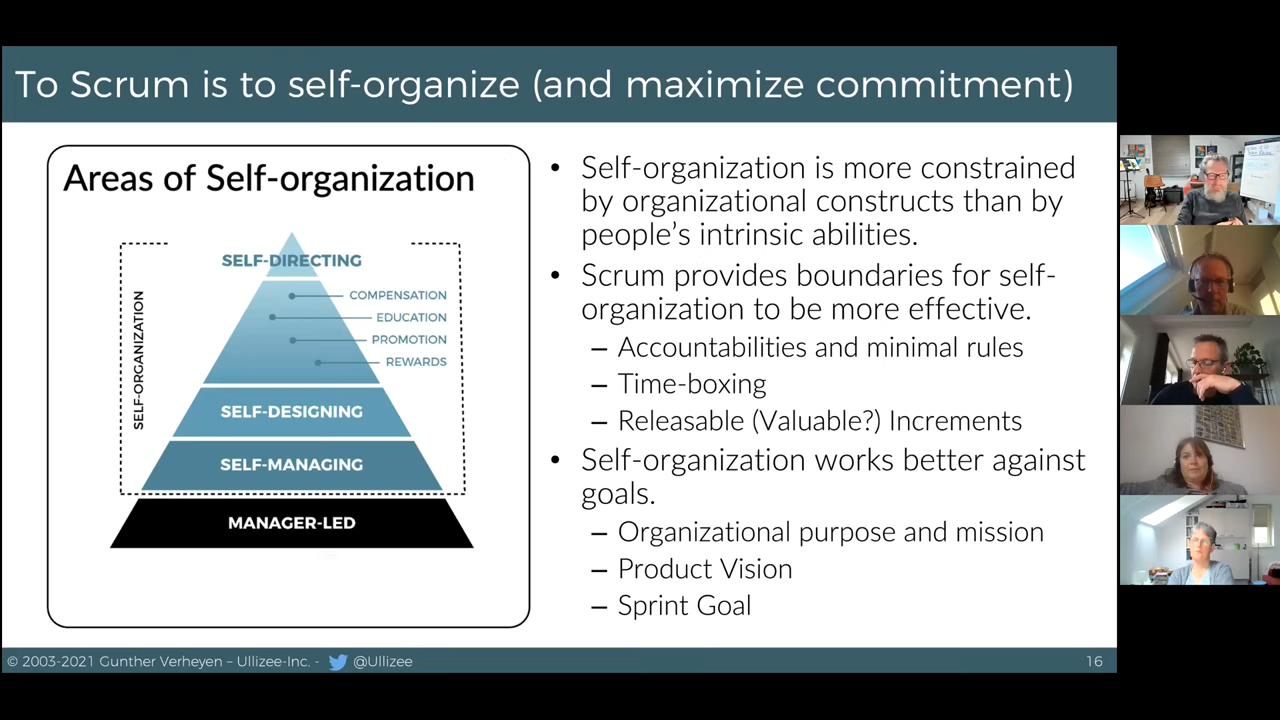 To Scrum is to self-organize (and maximize commitment)
Areas of Self-organization
SELF-ORGANIZATION
SELF-DIRECTING
COMPENSATION
EDUCATION
PROMOTION
REWARDS
SELF-DESIGNING
SELF-MANAGING
MANAGER-LED
• Self-organization is more constrained
by organizational constructs than by
people's intrinsic abilities.
• Scrum provides boundaries for self-
organization to be more effective.
– Accountabilities and minimal rules
– Time-boxing
– Releasable (Valuable?) Increments
• Self-organization works better against
goals.
– Organizational purpose and mission
– Product Vision
– Sprint Goal
© 2003-2021 Gunther Verheyen – Ullizee-Inc. - @Ullizee
16